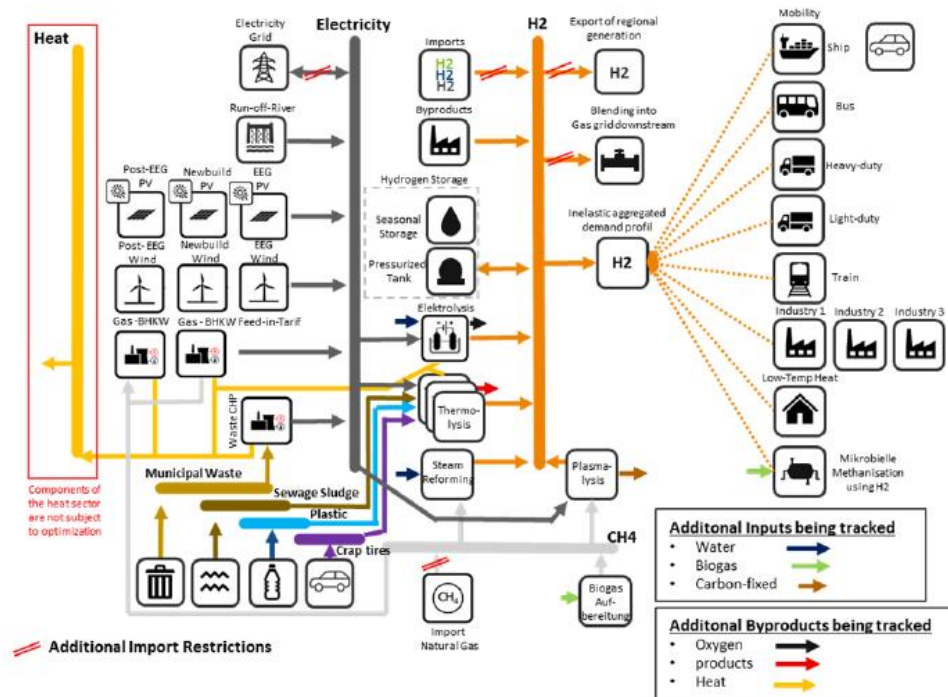 Heat
Components of
the heat sector
are not subject
to optimization
Electricity
Electricity
Grid
Run-off-River
Post-EEG
PV
Newbuild
PV
EEG
PV
Post-EEG
Wind
Newbuild
Wind
EEG
Wind
Gas-BHKW
Gas-BHKW
Feed-in-Tarif
Waste CHP
Municipal Waste
Sewage Sludge
Plastic
Crap tires
H2
Imports
H2
H2
H2
Byproducts
Hydrogen Storage
Seasonal
Storage
Pressurized
Tank
Elektrolysis
Thermo-
lysis
Steam
Reforming
Plasma-
lysis
CH4
CH4
Import
Natural Gas
Biogas
Auf-
bereitung
Export of regional
generation
H2
Blending into
Gas grid downstream
Inelastic aggregated
demand profil
H2
Mobility
Ship
Bus
Heavy-duty
Light-duty
Train
Industry 1
Industry 2
Industry 3
Low-Temp Heat
Mikrobielle
Methanisation
using H2
Additonal Inputs being tracked
• Water
• Biogas
• Carbon-fixed
Additonal Byproducts being tracked
• Oxygen
• products
• Heat
Additional Import Restrictions